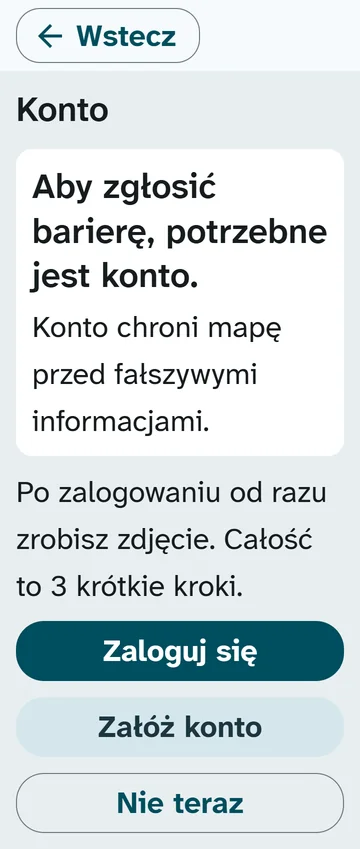 Wstecz
Konto
Aby zgłosić
barierę, potrzebne
jest konto.
Konto chroni mapę
przed fałszywymi
informacjami.
Po zalogowaniu od razu
zrobisz zdjęcie. Całość
to 3 krótkie kroki.
Zaloguj się
Załóż konto
Nie teraz